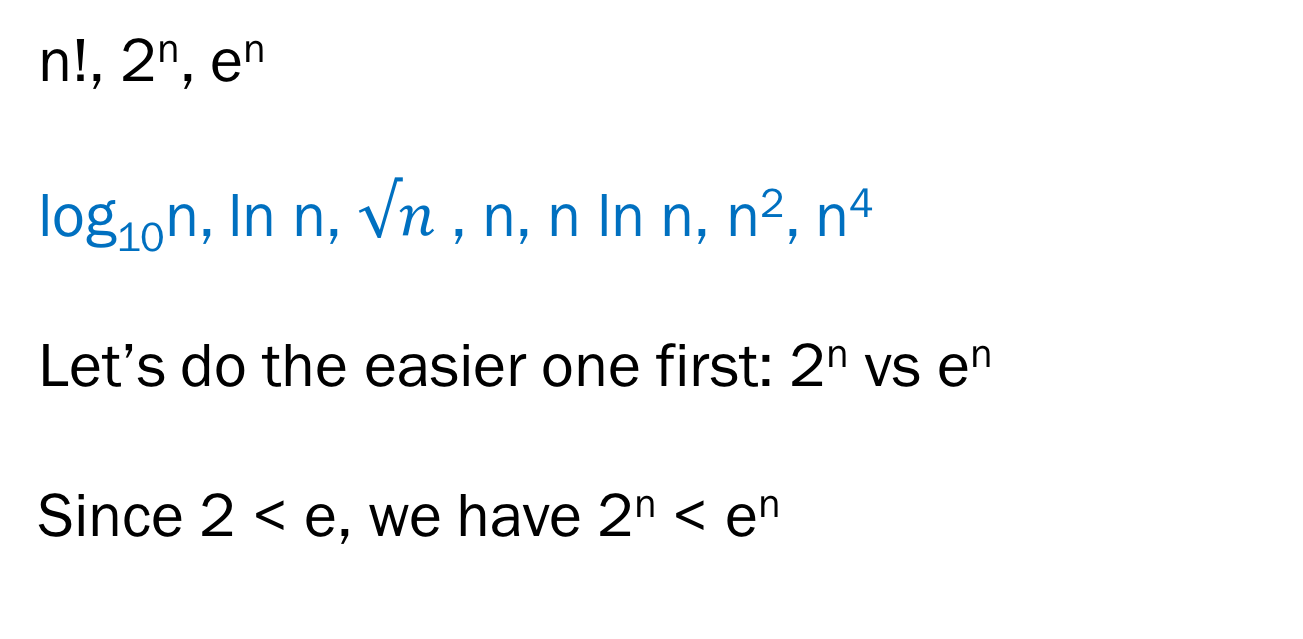 n!, 2ⁿ, eⁿ
log₁₀n, ln n, √n , n, n ln n, n², n⁴
Let’s do the easier one first: 2ⁿ vs eⁿ
Since 2 < e, we have 2ⁿ < eⁿ